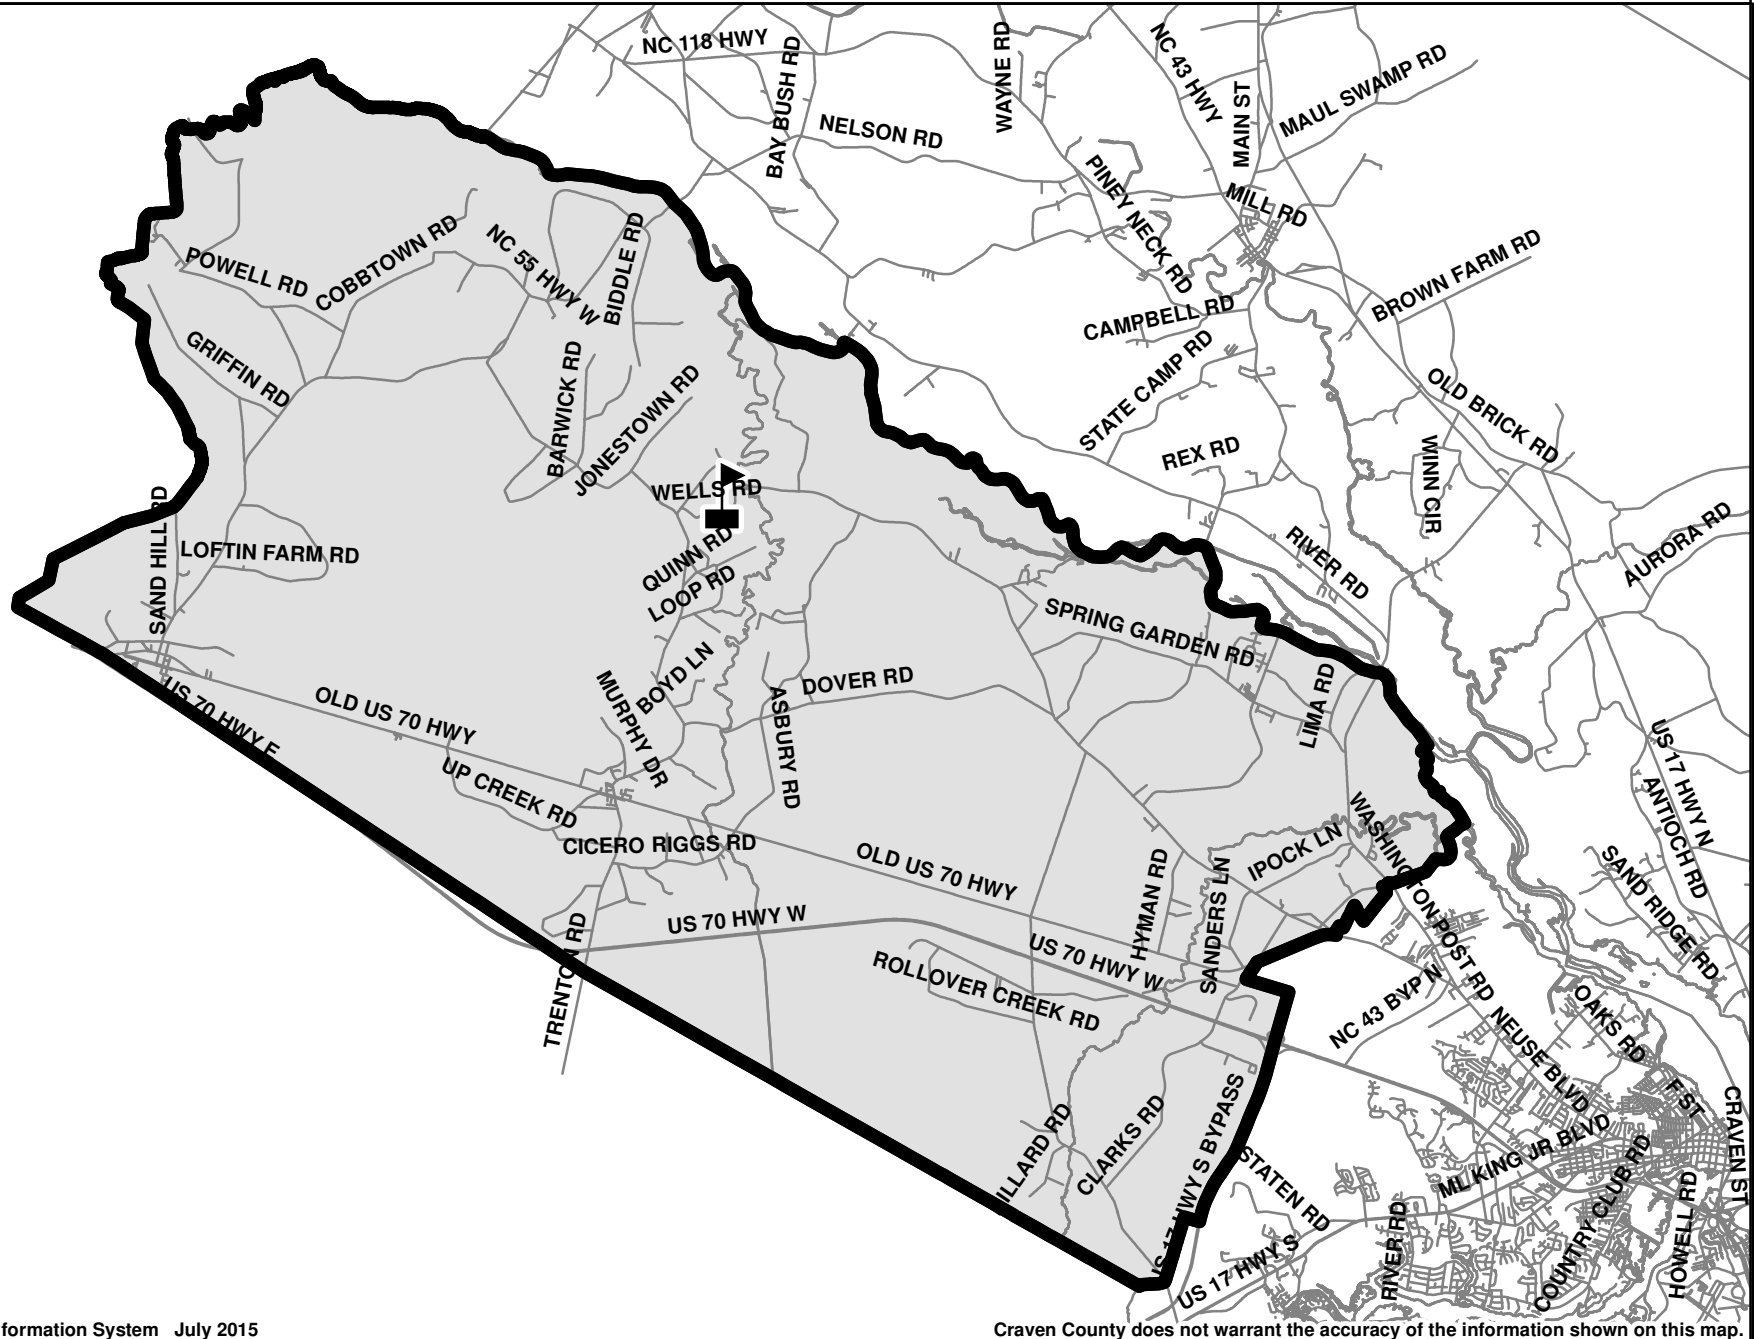 NC 118 HWY
BAY BUSH RD
WAYNE RD
NC 43 HWY
MAIN ST
MAUL SWAMP RD
NELSON RD
PINEY NECK RD
MILL RD
POWELL RD
COBBTOWN RD
NC 55 HWY W
BIDDLE RD
CAMPBELL RD
BROWN FARM RD
GRIFFIN RD
BARWICK RD
JONESTOWN RD
STATE CAMP RD
OLD BRICK RD
REX RD
WINN CIR
WELLS RD
SAND HILL RD
LOFTIN FARM RD
QUINN RD
LOOP RD
RIVER RD
AURORA RD
SPRING GARDEN RD
BOYD LN
MURPHY DR
DOVER RD
ASBURY RD
LIMA RD
US 70 HWY E
OLD US 70 HWY
UP CREEK RD
CICERO RIGGS RD
US 17 HWY N
ANTIOCH RD
WASHINGTON POST RD
IPOCK LN
OLD US 70 HWY
HYMAN RD
SANDERS LN
SAND RIDGE RD
US 70 HWY W
US 70 HWY W
TRENTON RD
ROLLOVER CREEK RD
NC 43 BYP N
OAKS RD
NEUSE BLVD
F ST
CRAVEN ST
ILLARD RD
CLARKS RD
US 17 HWY S BYPASS
STATEN RD
ML KING JR BLVD
COUNTRY CLUB RD
HOWELL RD
RIVER RD
US 17 HWY S
formation System July 2015
Craven County does not warrant the accuracy of the information shown on this map.